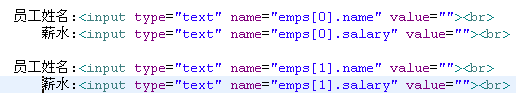 员工姓名:<input type="text" name="emps[0].name" value=""><br>
薪水:<input type="text" name="emps[0].salary" value=""><br>
员工姓名:<input type="text" name="emps[1].name" value=""><br>
薪水:<input type="text" name="emps[1].salary" value=""><br>